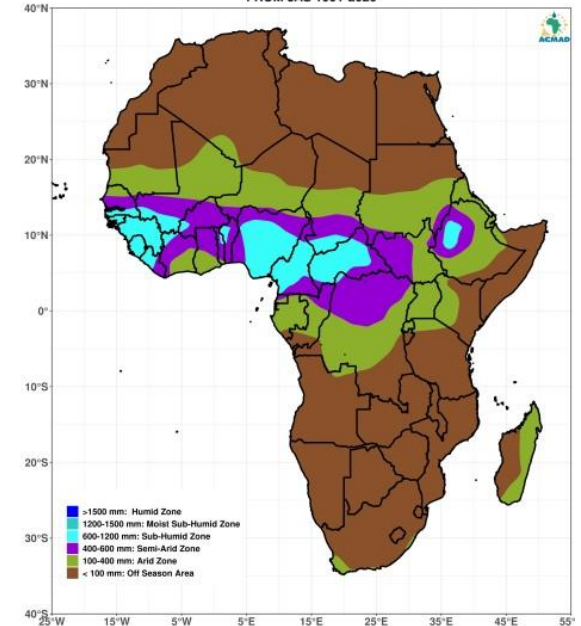 ACMAD
40°N
30°N
20°N
10°N
0°
10°S
20°S
30°S
40°S
>1500 mm: Humid Zone
1200-1500 mm: Moist Sub-Humid Zone
600-1200 mm: Sub-Humid Zone
400-600 mm: Semi-Arid Zone
100-400 mm: Arid Zone
< 100 mm: Off Season Area
25°W 15°W 5°W 5°E 15°E 25°E 35°E 45°E 55°